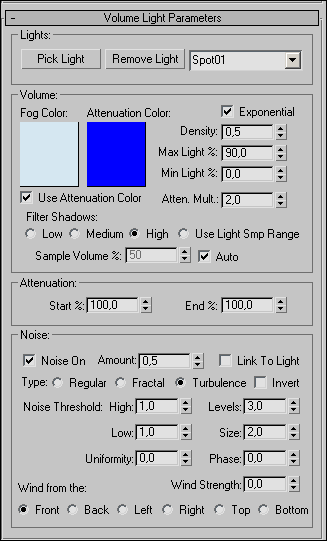 - Volume Light Parameters
Lights:
Pick Light Remove Light Spot01
Volume:
Fog Color: Attenuation Color: Exponential
Density: 0,5
Max Light %: 90,0
Min Light %: 0,0
Use Attenuation Color Atten. Mult.: 2,0
Filter Shadows:
Low Medium High Use Light Smp Range
Sample Volume %: 50 Auto
Attenuation:
Start %: 100,0 End %: 100,0
Noise:
Noise On Amount: 0,5 Link To Light
Type: Regular Fractal Turbulence Invert
Noise Threshold: High: 1,0 Levels: 3,0
Low: 1,0 Size: 2,0
Uniformity: 0,0 Phase: 0,0
Wind from the: Wind Strength: 0,0
Front Back Left Right Top Bottom